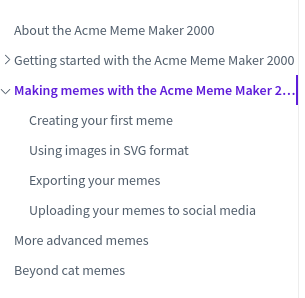 About the Acme Meme Maker 2000
Getting started with the Acme Meme Maker 2000
Making memes with the Acme Meme Maker 2...
Creating your first meme
Using images in SVG format
Exporting your memes
Uploading your memes to social media
More advanced memes
Beyond cat memes